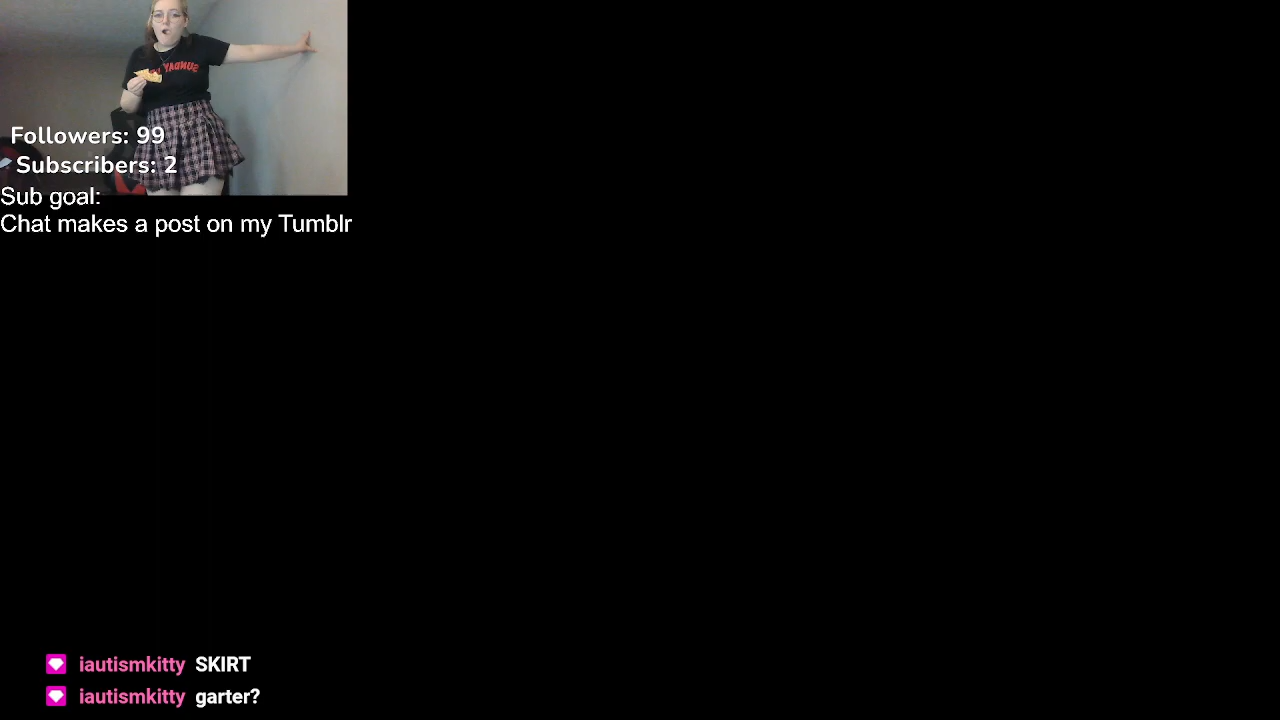 Followers: 99
Subscribers: 2
Sub goal:
Chat makes a post on my Tumblr
iautismkitty SKIRT
iautismkitty garter?